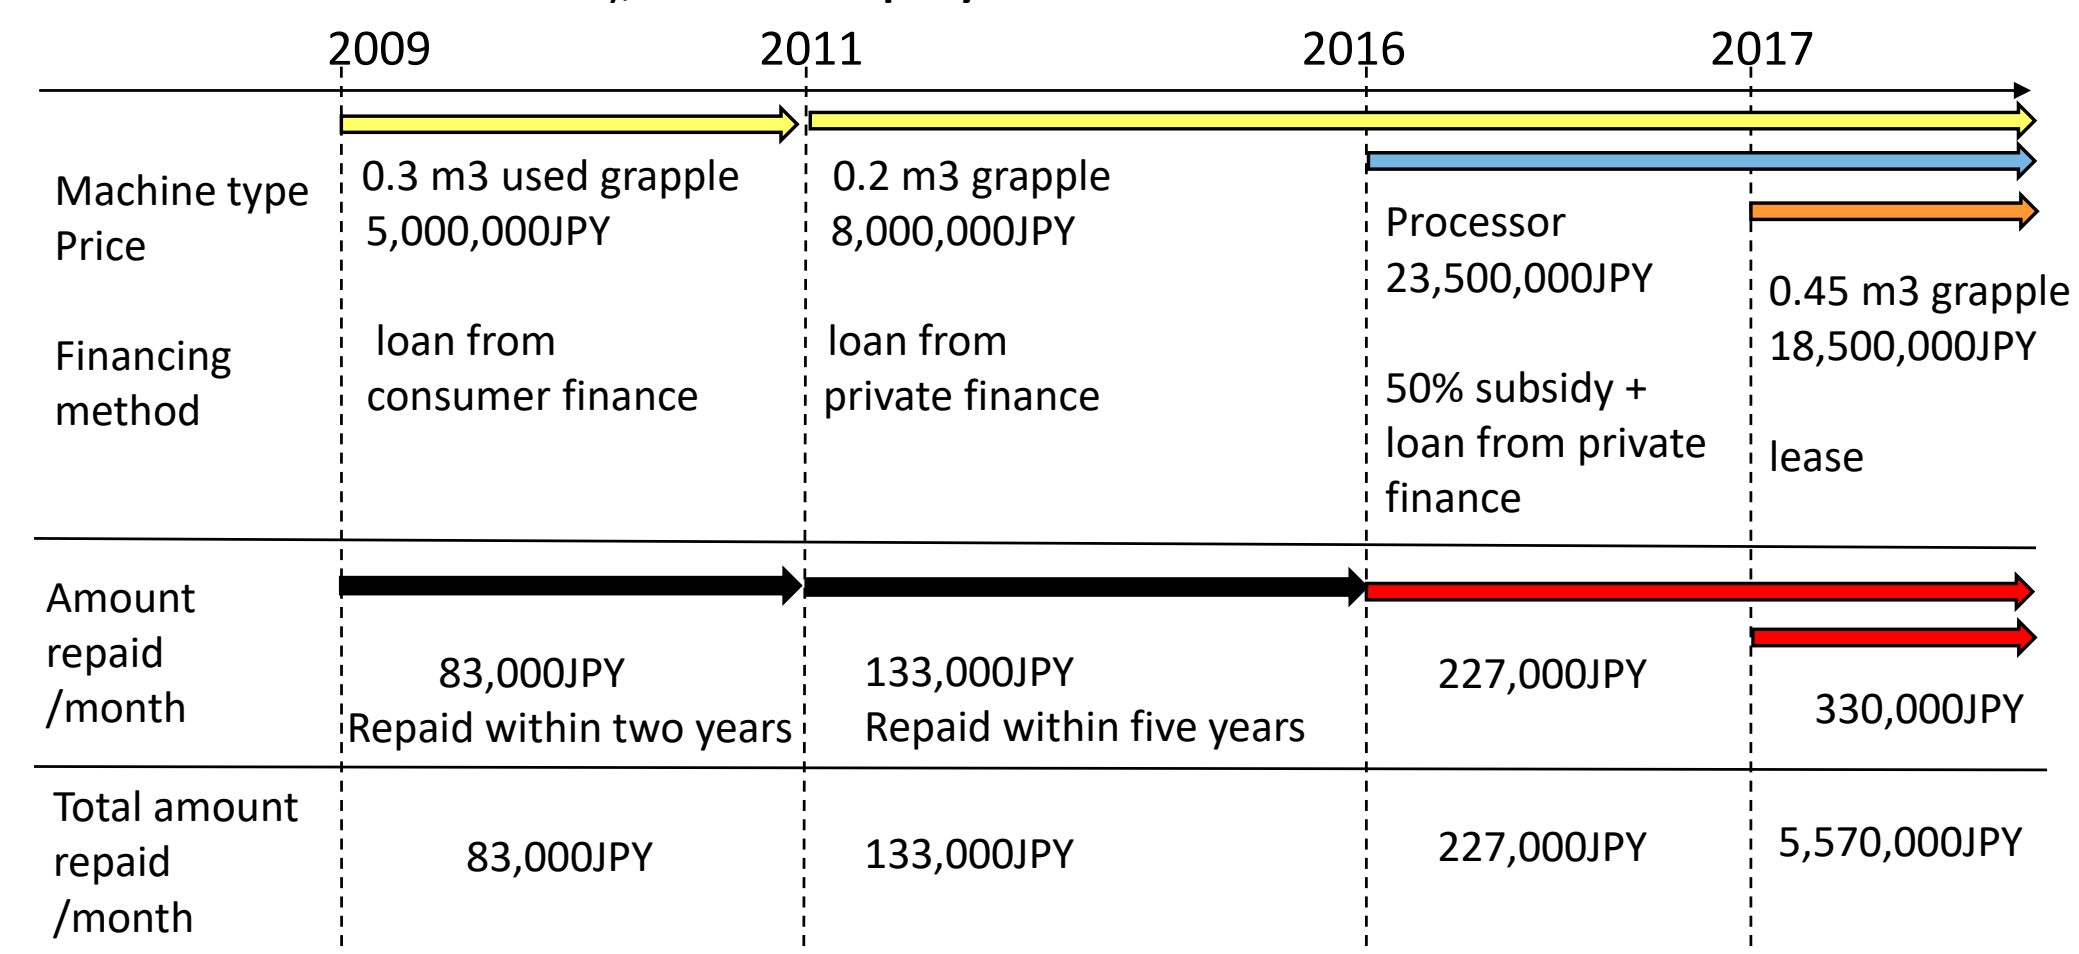 2009 2011 2016 2017
Machine type
Price
0.3 m3 used grapple
5,000,000JPY
0.2 m3 grapple
8,000,000JPY
Processor
23,500,000JPY
0.45 m3 grapple
18,500,000JPY
Financing
method
loan from
consumer finance
loan from
private finance
50% subsidy +
loan from private
finance
lease
Amount
repaid
/month
83,000JPY
Repaid within two years
133,000JPY
Repaid within five years
227,000JPY
330,000JPY
Total amount
repaid
/month
83,000JPY
133,000JPY
227,000JPY
5,570,000JPY